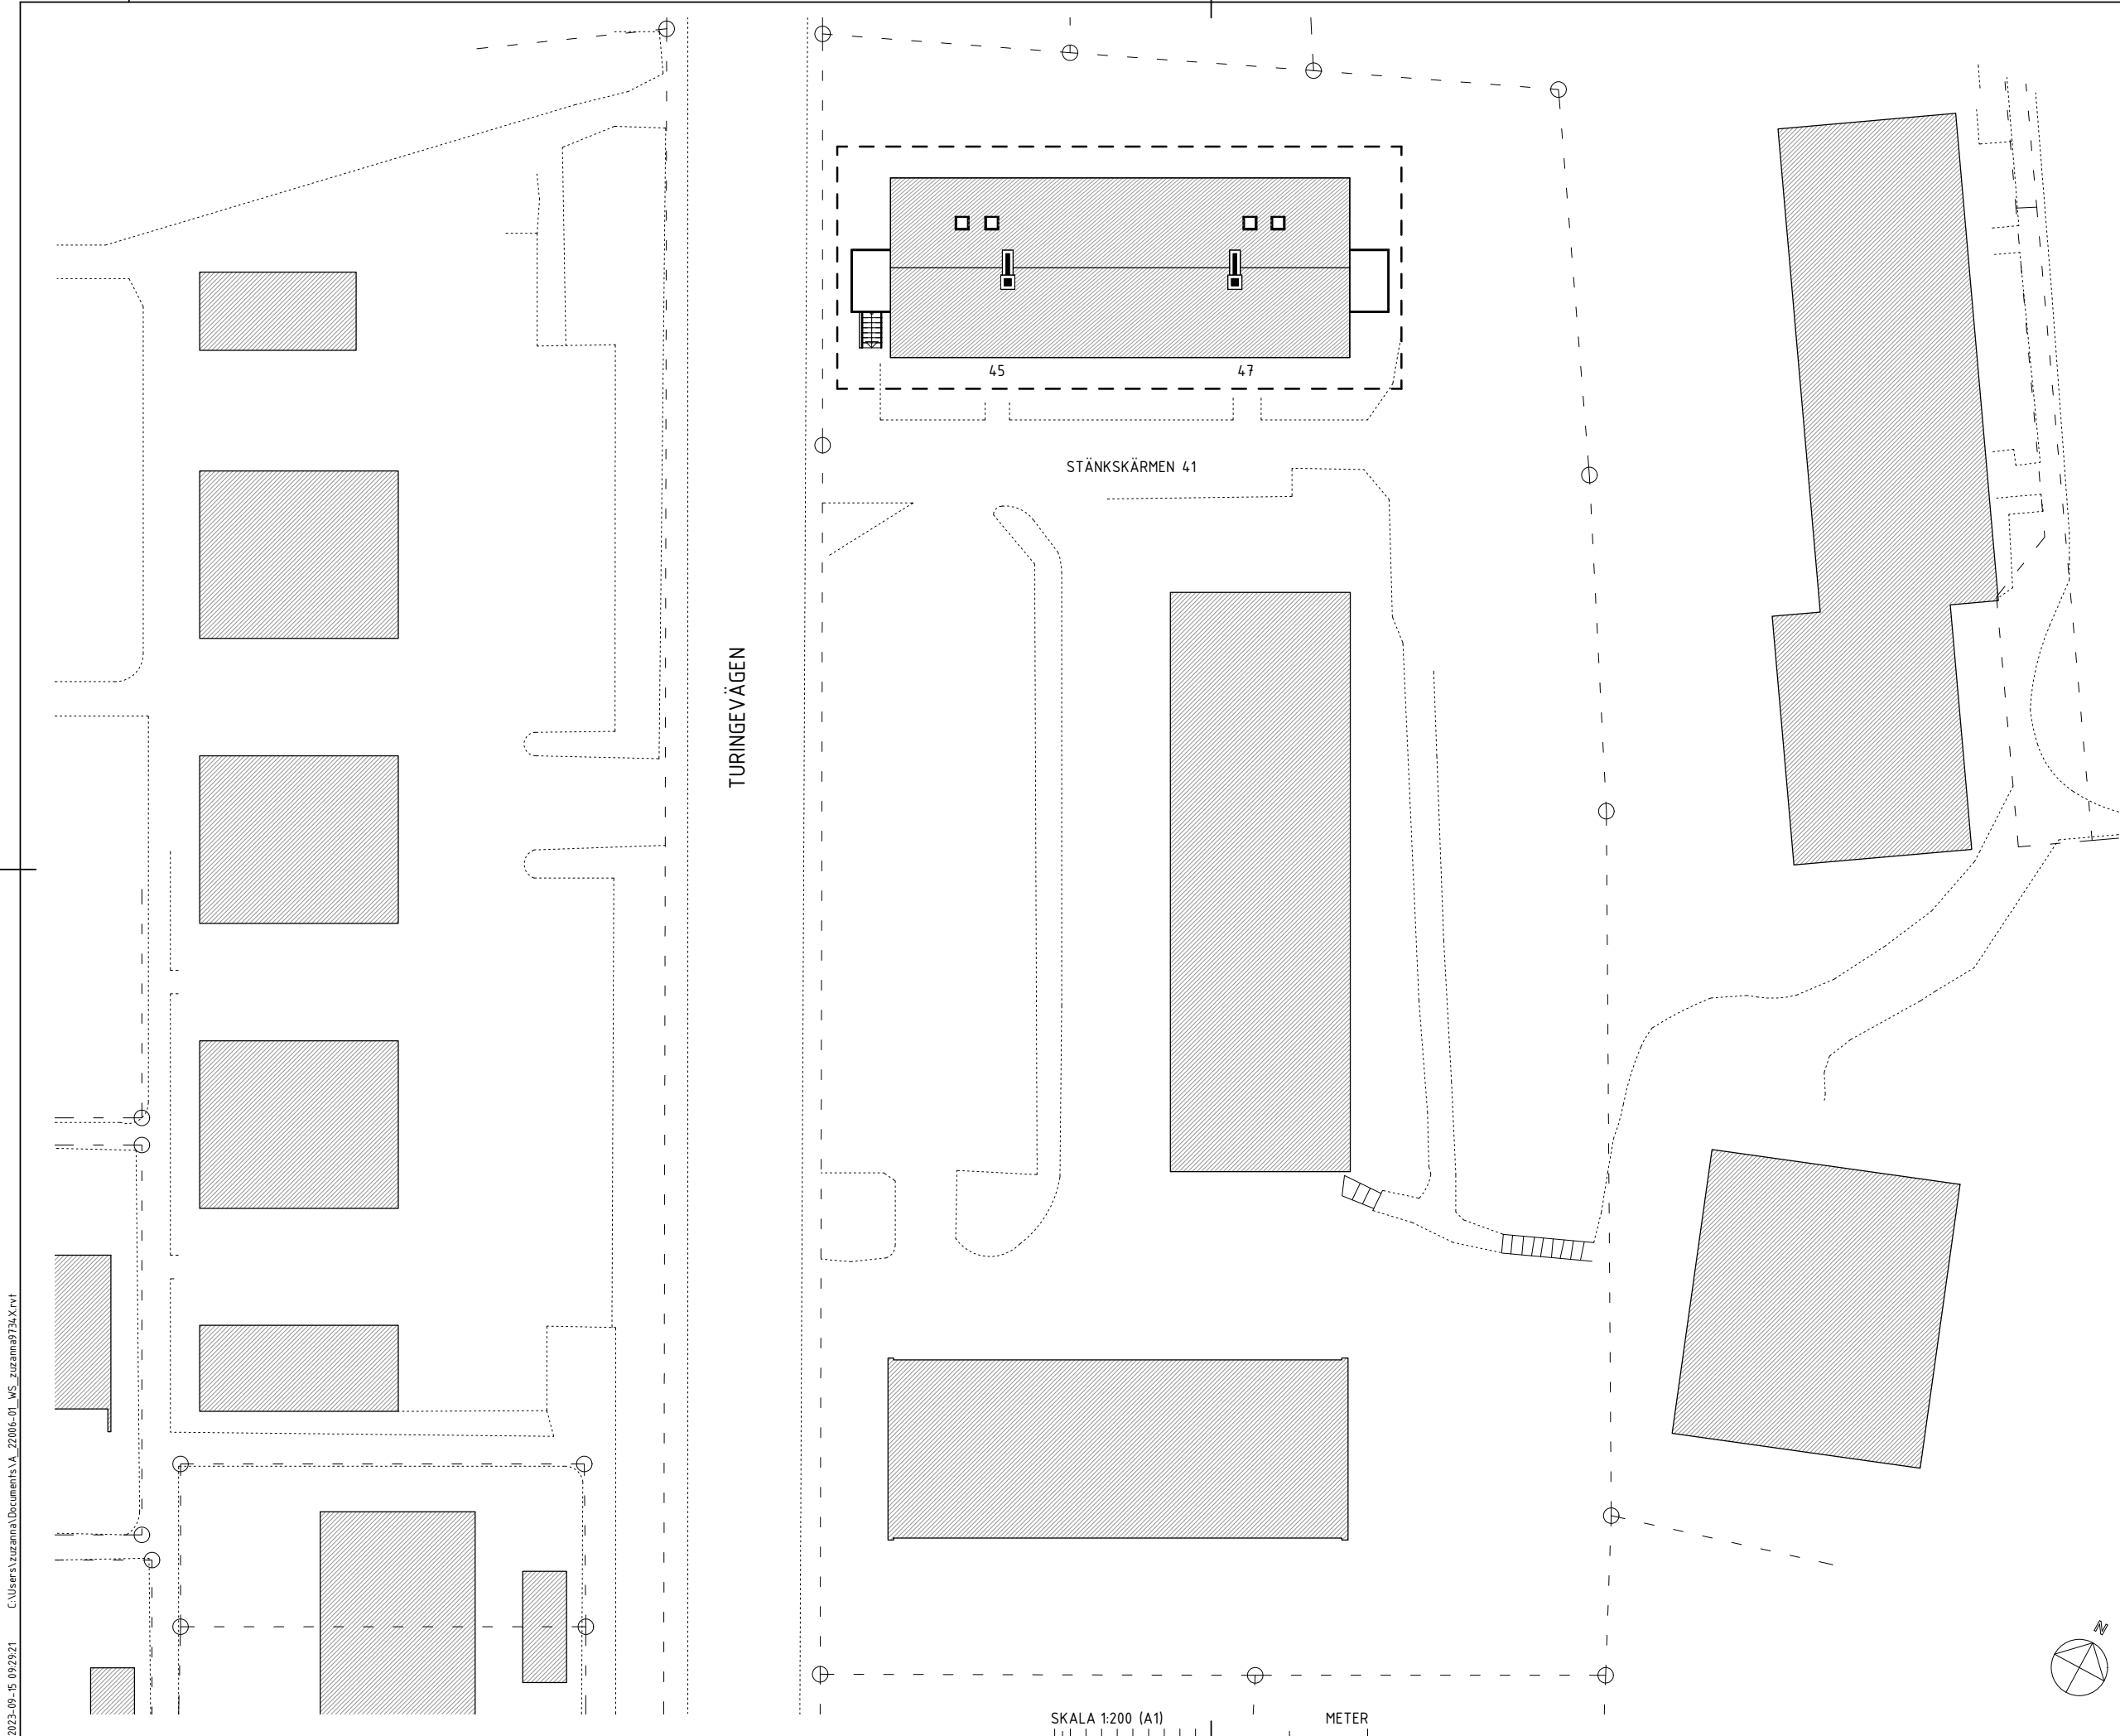 45
47
STÄNKSKÄRMEN 41
TURINGEVÄGEN
2023-09-15 09:29:21 C:\Users\zuzanna\Documents\A_22006-01_WS_zuzanna9734X.rvt
N
SKALA 1:200 (A1) METER